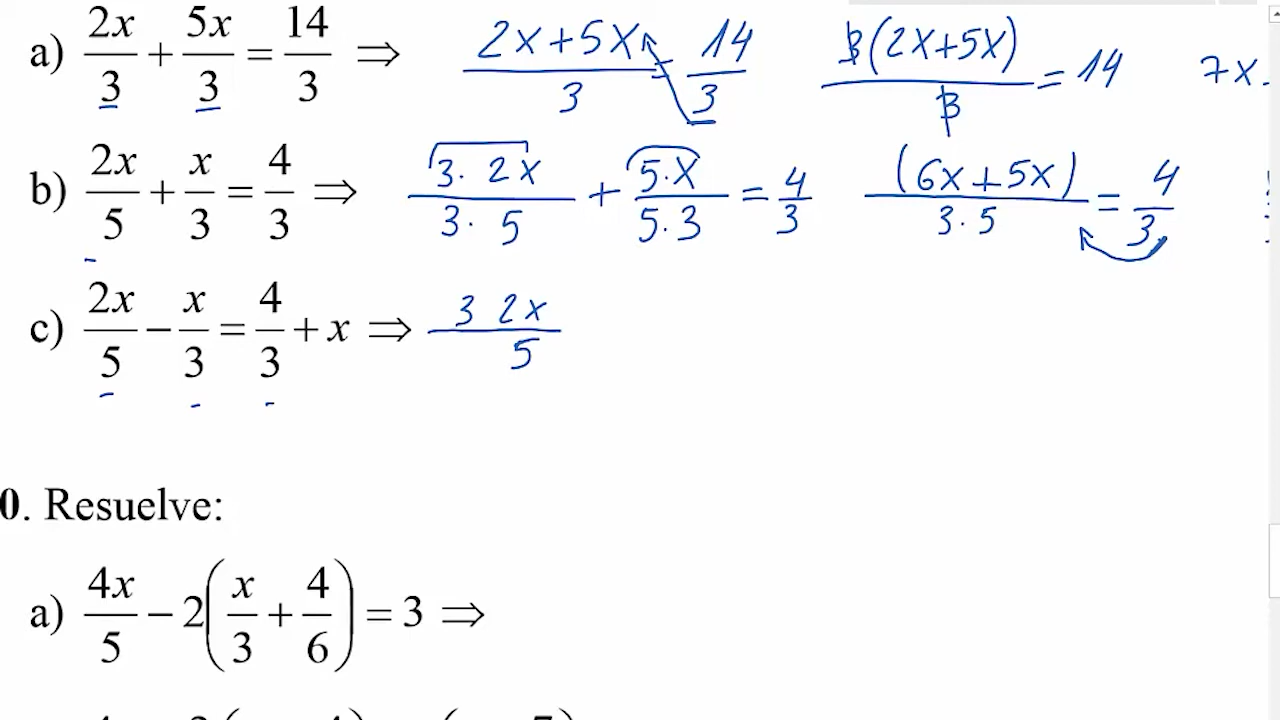 a) 2x/3 + 5x/3 = 14/3 ⇒ 2x+5x/3 = 14/3 3(2x+5x)/3 = 14 7x
b) 2x/5 + x/3 = 4/3 ⇒ 3·2x/3·5 + 5·x/5·3 = 4/3 (6x+5x)/3·5 = 4/3
c) 2x/5 − x/3 = 4/3 + x ⇒ 3 2x/5
0. Resuelve:
a) 4x/5 − 2(x/3 + 4/6) = 3 ⇒